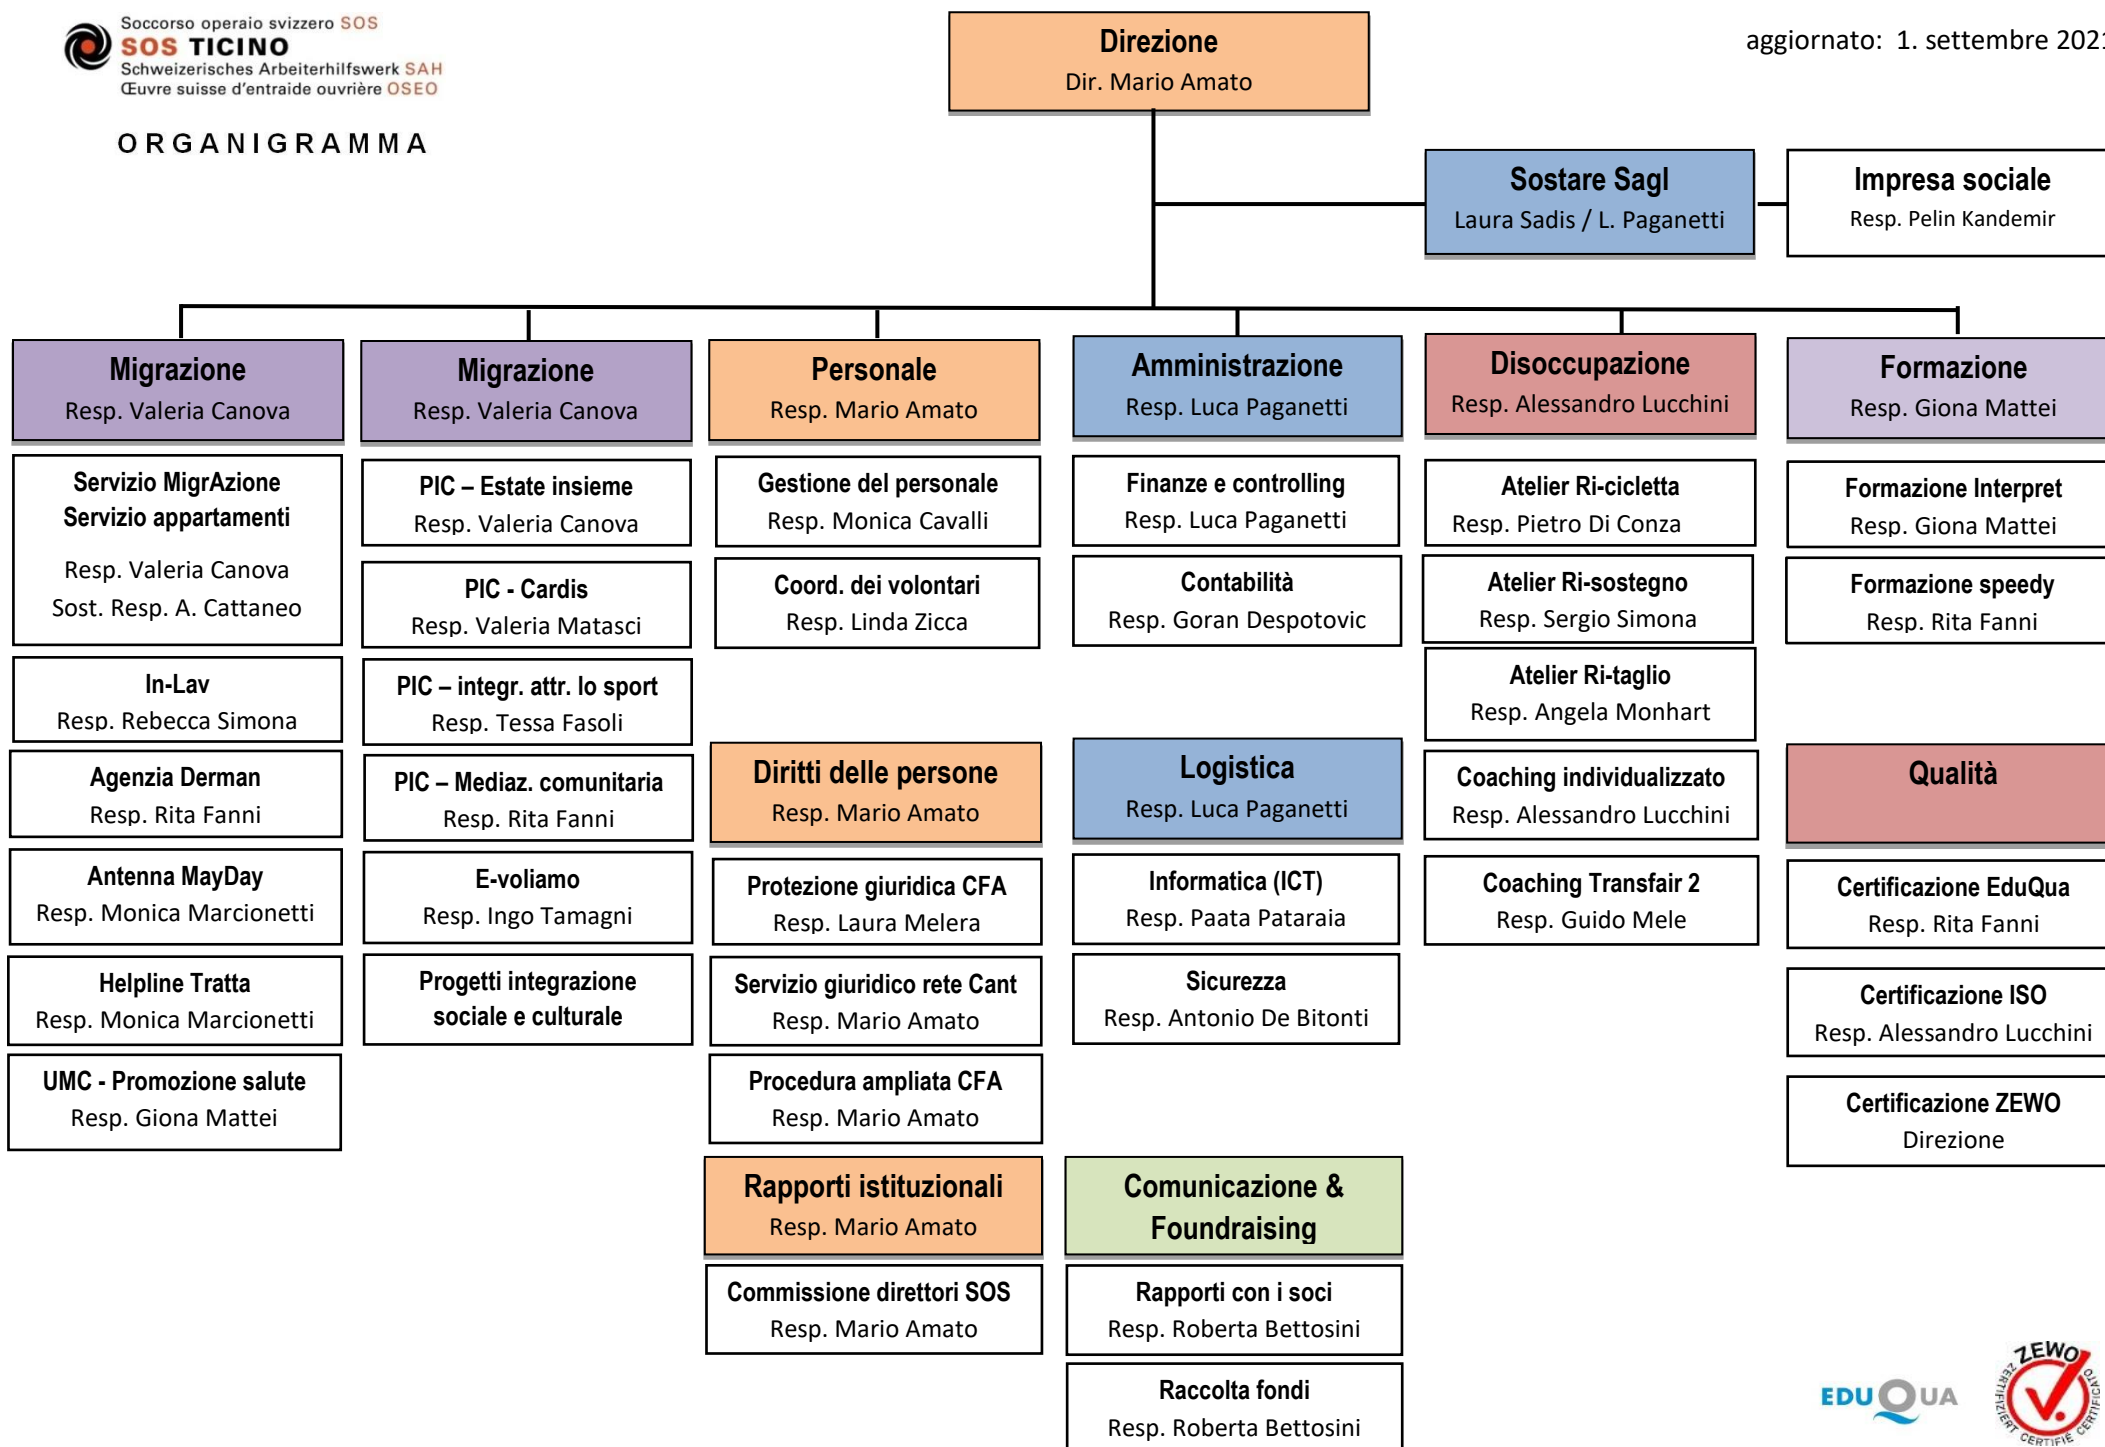 Soccorso operaio svizzero SOS
SOS TICINO
Schweizerisches Arbeiterhilfswerk SAH
Œuvre suisse d'entraide ouvrière OSEO
ORGANIGRAMMA
Direzione
Dir. Mario Amato
aggiornato: 1. settembre 2021
Sostare Sagl
Laura Sadis / L. Paganetti
Impresa sociale
Resp. Pelin Kandemir
Migrazione
Resp. Valeria Canova
Servizio MigrAzione
Servizio appartamenti
Resp. Valeria Canova
Sost. Resp. A. Cattaneo
In-Lav
Resp. Rebecca Simona
Agenzia Derman
Resp. Rita Fanni
Antenna MayDay
Resp. Monica Marcionetti
Helpline Tratta
Resp. Monica Marcionetti
UMC - Promozione salute
Resp. Giona Mattei
Migrazione
Resp. Valeria Canova
PIC – Estate insieme
Resp. Valeria Canova
PIC - Cardis
Resp. Valeria Matasci
PIC – integr. attr. lo sport
Resp. Tessa Fasoli
PIC – Mediaz. comunitaria
Resp. Rita Fanni
E-voliamo
Resp. Ingo Tamagni
Progetti integrazione
sociale e culturale
Personale
Resp. Mario Amato
Gestione del personale
Resp. Monica Cavalli
Coord. dei volontari
Resp. Linda Zicca
Diritti delle persone
Resp. Mario Amato
Protezione giuridica CFA
Resp. Laura Melera
Servizio giuridico rete Cant
Resp. Mario Amato
Procedura ampliata CFA
Resp. Mario Amato
Rapporti istituzionali
Resp. Mario Amato
Commissione direttori SOS
Resp. Mario Amato
Amministrazione
Resp. Luca Paganetti
Finanze e controlling
Resp. Luca Paganetti
Contabilità
Resp. Goran Despotovic
Logistica
Resp. Luca Paganetti
Informatica (ICT)
Resp. Paata Pataraia
Sicurezza
Resp. Antonio De Bitonti
Comunicazione &
Foundraising
Rapporti con i soci
Resp. Roberta Bettosini
Raccolta fondi
Resp. Roberta Bettosini
Disoccupazione
Resp. Alessandro Lucchini
Atelier Ri-cicletta
Resp. Pietro Di Conza
Atelier Ri-sostegno
Resp. Sergio Simona
Atelier Ri-taglio
Resp. Angela Monhart
Coaching individualizzato
Resp. Alessandro Lucchini
Coaching Transfair 2
Resp. Guido Mele
Formazione
Resp. Giona Mattei
Formazione Interpret
Resp. Giona Mattei
Formazione speedy
Resp. Rita Fanni
Qualità
Certificazione EduQua
Resp. Rita Fanni
Certificazione ISO
Resp. Alessandro Lucchini
Certificazione ZEWO
Direzione
EDUQUA
ZEWO
ZERTIFIZIERT CERTIFIÉ CERTIFICATO